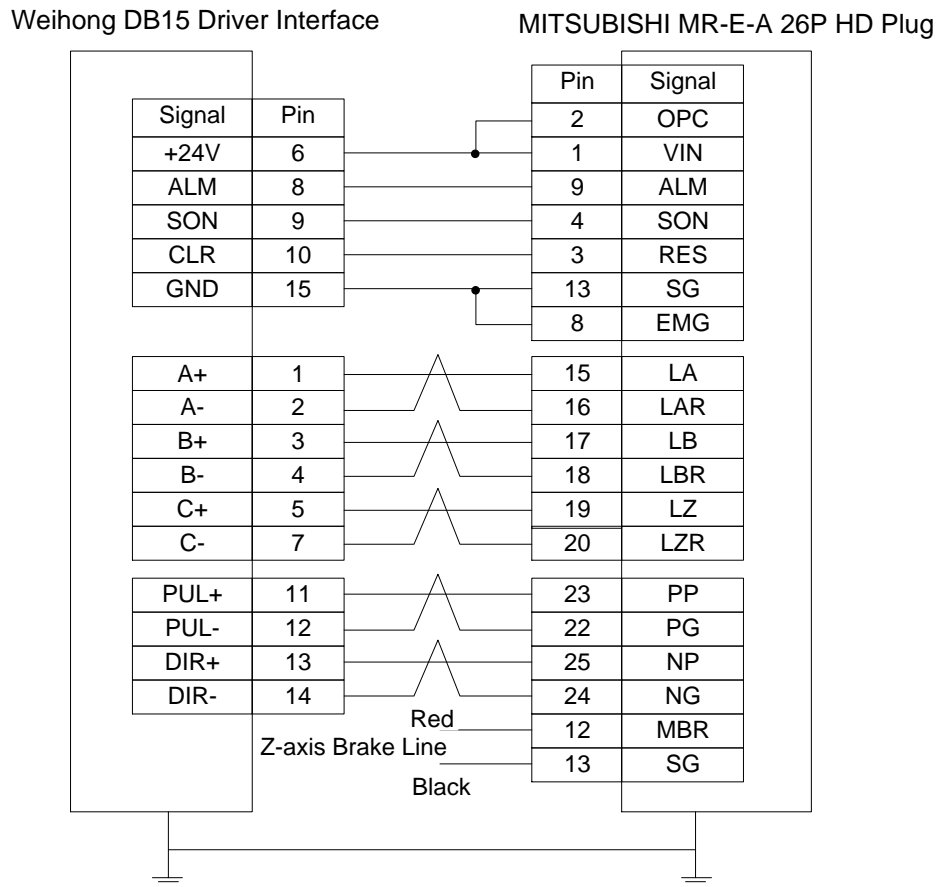 Weihong DB15 Driver Interface
MITSUBISHI MR-E-A 26P HD Plug
Pin Signal
Signal Pin
2 OPC
+24V 6
1 VIN
ALM 8
9 ALM
SON 9
4 SON
CLR 10
3 RES
GND 15
13 SG
8 EMG
A+ 1
15 LA
A- 2
16 LAR
B+ 3
17 LB
B- 4
18 LBR
C+ 5
19 LZ
C- 7
20 LZR
PUL+ 11
23 PP
PUL- 12
22 PG
DIR+ 13
25 NP
DIR- 14
24 NG
Red
12 MBR
Z-axis Brake Line
13 SG
Black